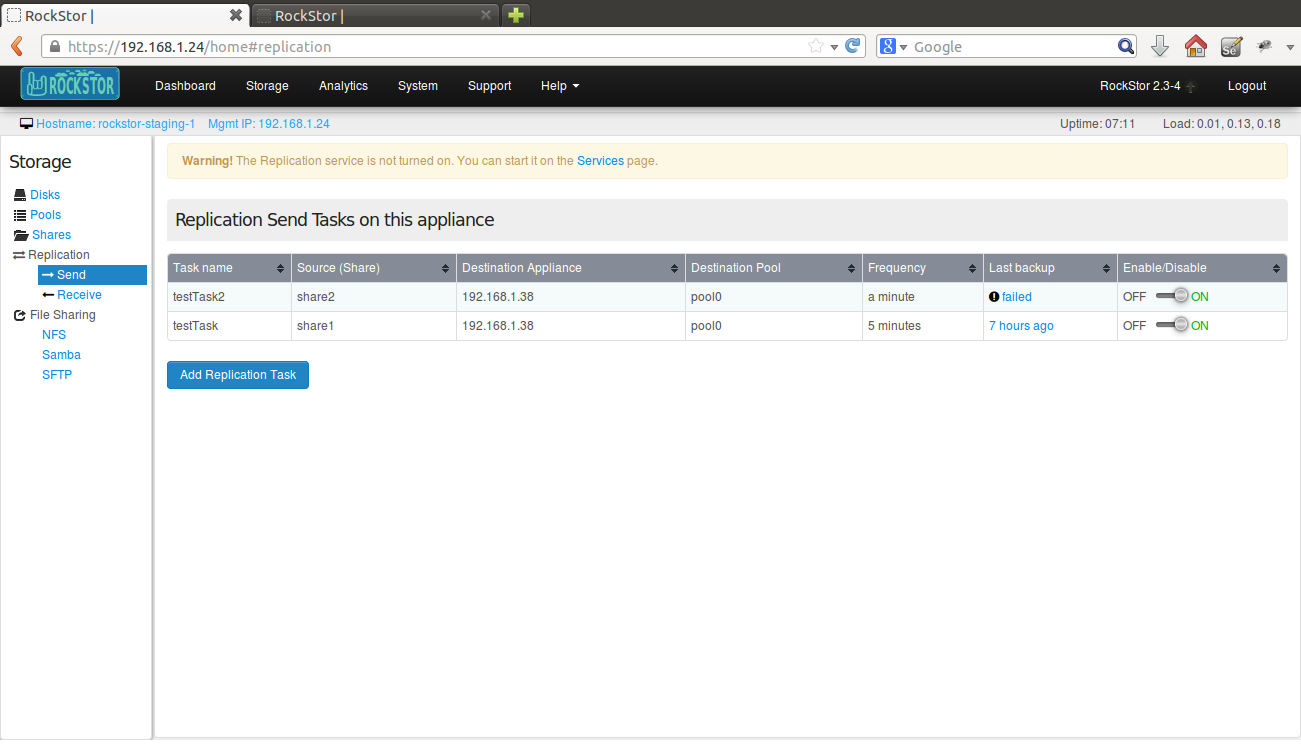 RockStor |
RockStor |
https://192.168.1.24/home#replication
Google
ROCKSTOR
Dashboard Storage Analytics System Support Help RockStor 2.3-4 Logout
Hostname: rockstor-staging-1 Mgmt IP: 192.168.1.24 Uptime: 07:11 Load: 0.01, 0.13, 0.18
Storage
Disks
Pools
Shares
Replication
Send
Receive
File Sharing
NFS
Samba
SFTP
Warning! The Replication service is not turned on. You can start it on the Services page.
Replication Send Tasks on this appliance
Task name Source (Share) Destination Appliance Destination Pool Frequency Last backup Enable/Disable
testTask2 share2 192.168.1.38 pool0 a minute failed OFF ON
testTask share1 192.168.1.38 pool0 5 minutes 7 hours ago OFF ON
Add Replication Task